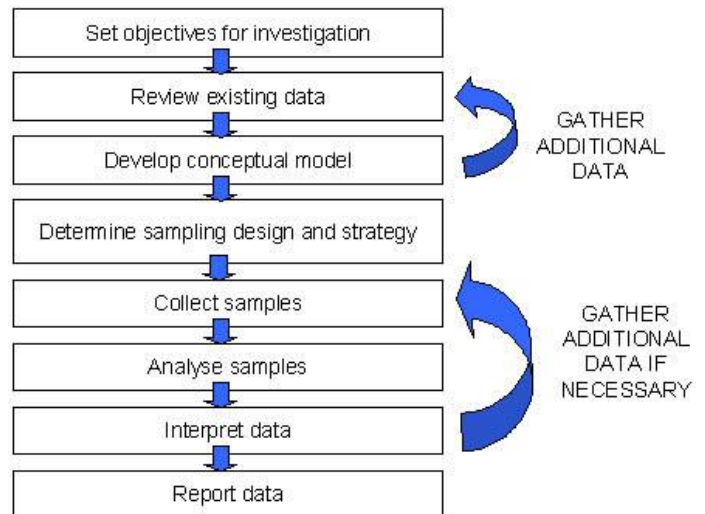 Set objectives for investigation
Review existing data
Develop conceptual model
GATHER
ADDITIONAL
DATA
Determine sampling design and strategy
Collect samples
Analyse samples
Interpret data
GATHER
ADDITIONAL
DATA IF
NECESSARY
Report data